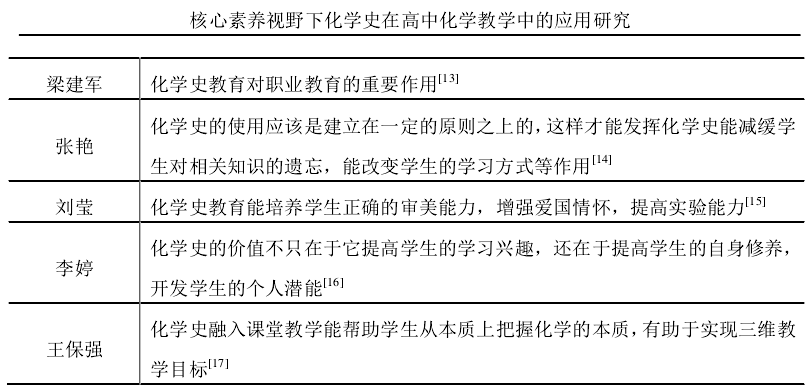 核心素养视野下化学史在高中化学教学中的应用研究
梁建军 化学史教育对职业教育的重要作用[13]
张艳 化学史的使用应该是建立在一定的原则之上的，这样才能发挥化学史能减缓学
生对相关知识的遗忘，能改变学生的学习方式等作用[14]
刘莹 化学史教育能培养学生正确的审美能力，增强爱国情怀，提高实验能力[15]
李婷 化学史的价值不只在于它提高学生的学习兴趣，还在于提高学生的自身修养，
开发学生的个人潜能[16]
王保强 化学史融入课堂教学能帮助学生从本质上把握化学的本质，有助于实现三维教
学目标[17]